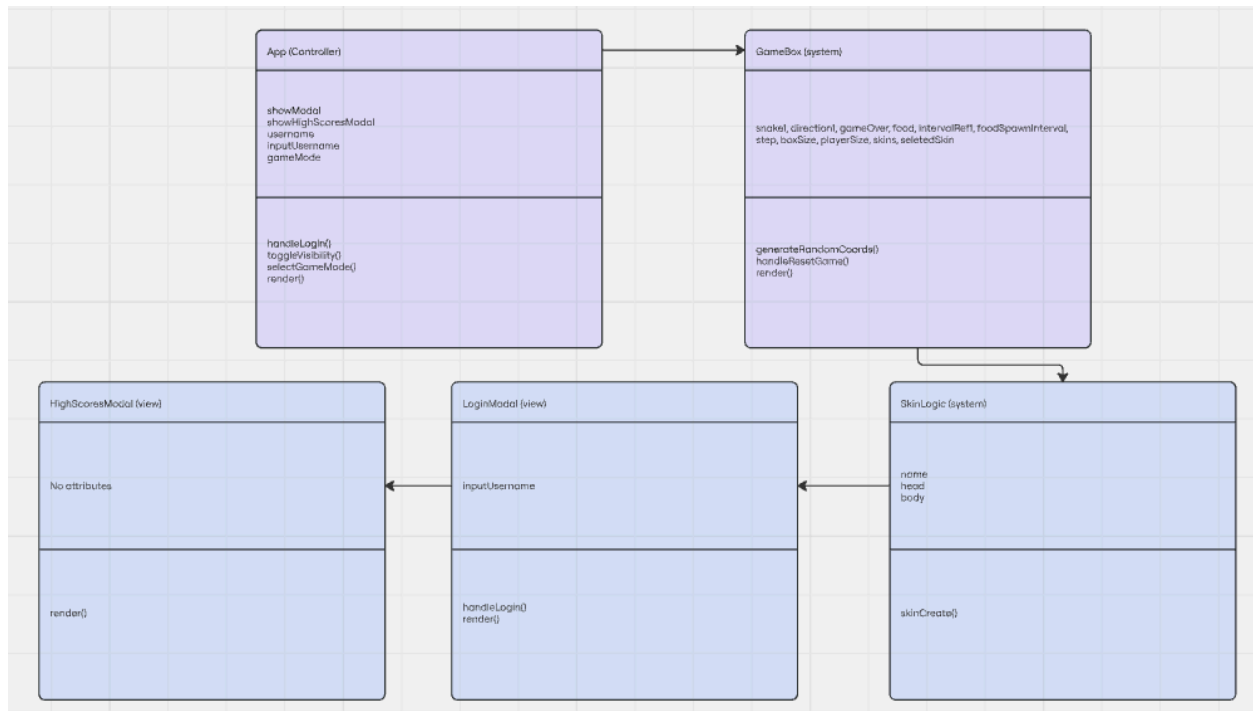 App (Controller)
showModal
showHighScoresModal
username
inputUsername
gameMode
handleLogin()
toggleVisibility()
selectGameMode()
render()
GameBox (system)
snake1, direction1, gameOver, food, intervalRef1, foodSpawnInterval,
step, boxSize, playerSize, skins, seletedSkin
generateRandomCoords()
handleResetGame()
render()
HighScoresModal (view)
No attributes
render()
LoginModal (view)
inputUsername
handleLogin()
render()
SkinLogic (system)
name
head
body
skinCreate()